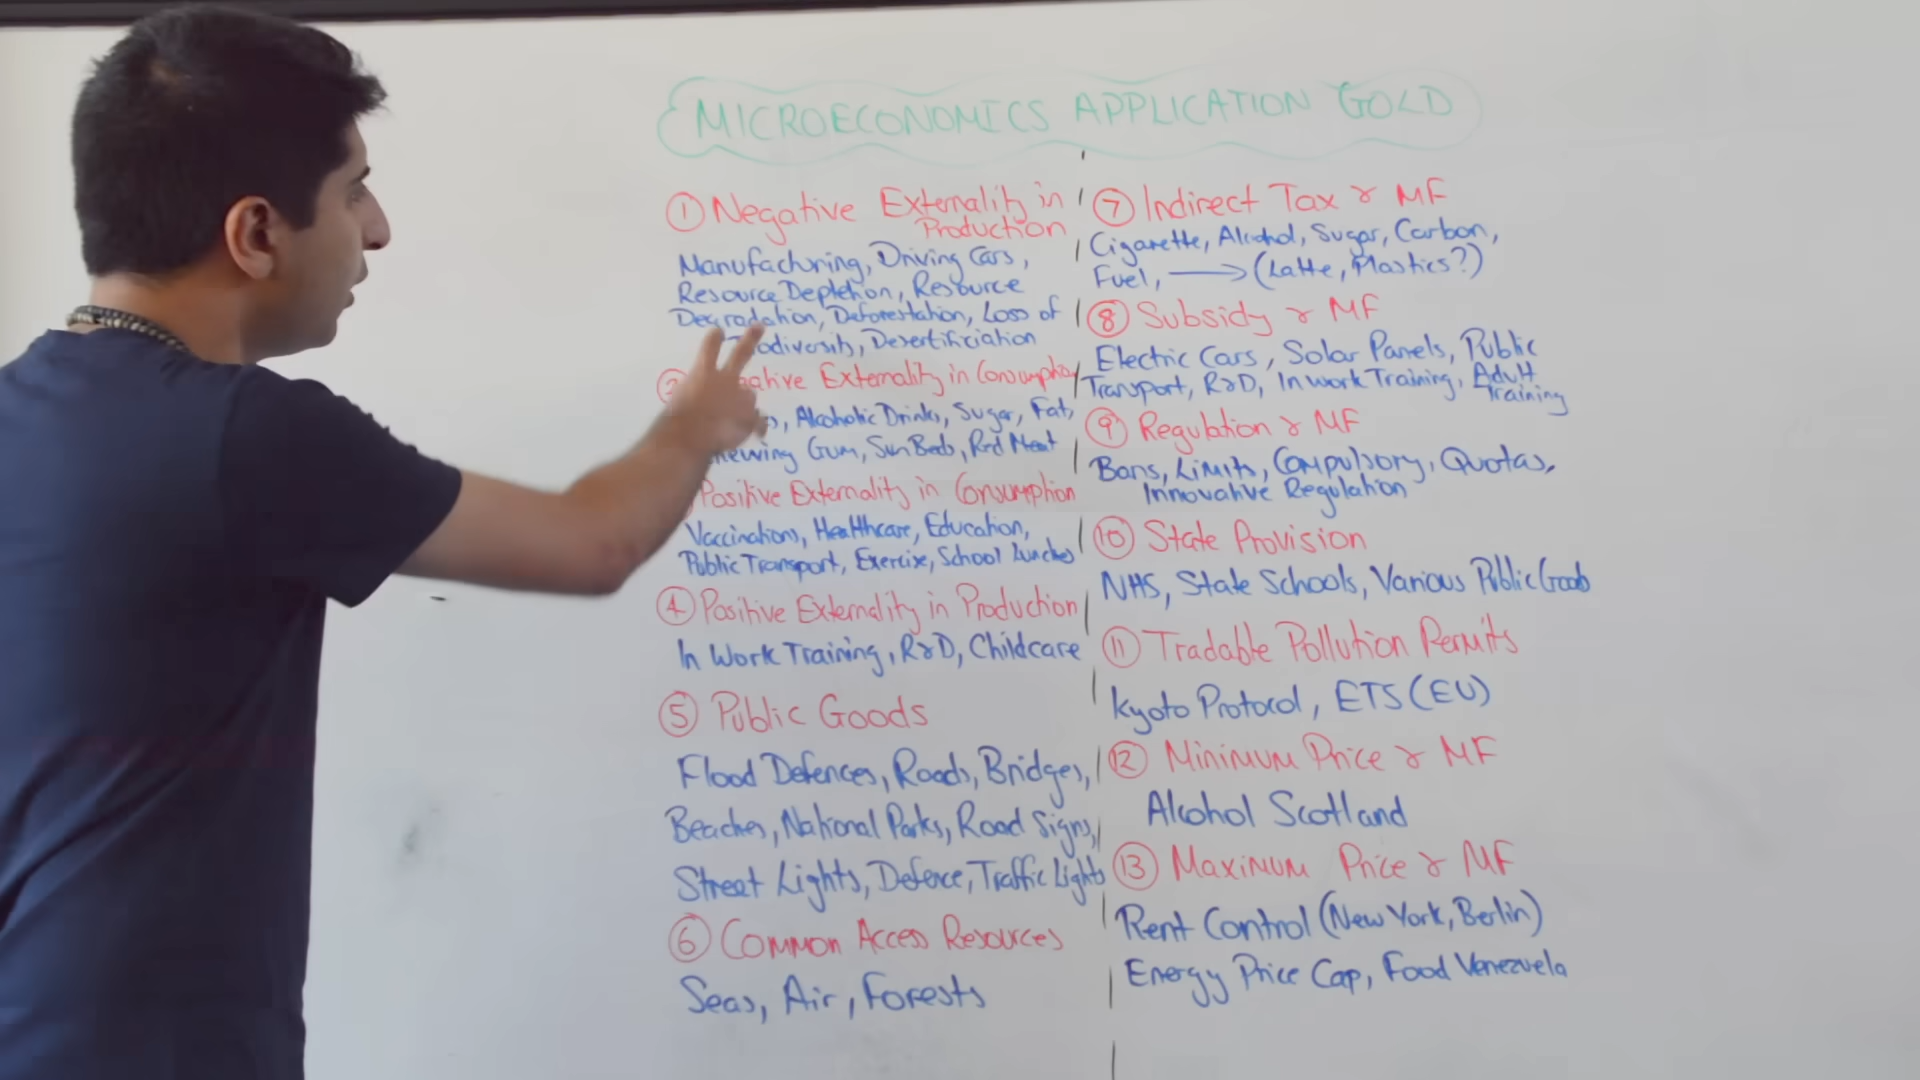 MICROECONOMICS APPLICATION GOLD
① Negative Externality in
Production
Manufacturing, Driving Cars,
Resource Depletion, Resource
Degradation, Deforestation, Loss of
Desertificiation
Externality in Consumption
Alcoholic Drinks, Sugar, Fat,
Gum, Sun Beds, Red Meat
Positive Externality in Consumption
Vaccinations, Healthcare, Education,
Public Transport, Exercise, School Lunches
④ Positive Externality in Production
In Work Training, R&D, Childcare
⑤ Public Goods
Flood Defences, Roads, Bridges,
Beaches, National Parks, Road Signs,
Street Lights, Defence, Traffic Lights
⑥ Common Access Resources
Seas, Air, Forests
⑦ Indirect Tax & MF
Cigarette, Alcohol, Sugar, Carbon,
Fuel, → (Latte, Plastics?)
⑧ Subsidy & MF
Electric Cars, Solar Panels, Public
Transport, R&D, In work Training, Adult
Training
⑨ Regulation & MF
Bans, Limits, Compulsory, Quotas,
Innovative Regulation
⑩ State Provision
NHS, State Schools, Various Public Goods
⑪ Tradable Pollution Permits
Kyoto Protocol, ETS (EU)
⑫ Minimum Price & MF
Alcohol Scotland
⑬ Maximum Price & MF
Rent Control (New York, Berlin)
Energy Price Cap, Food Venezuela